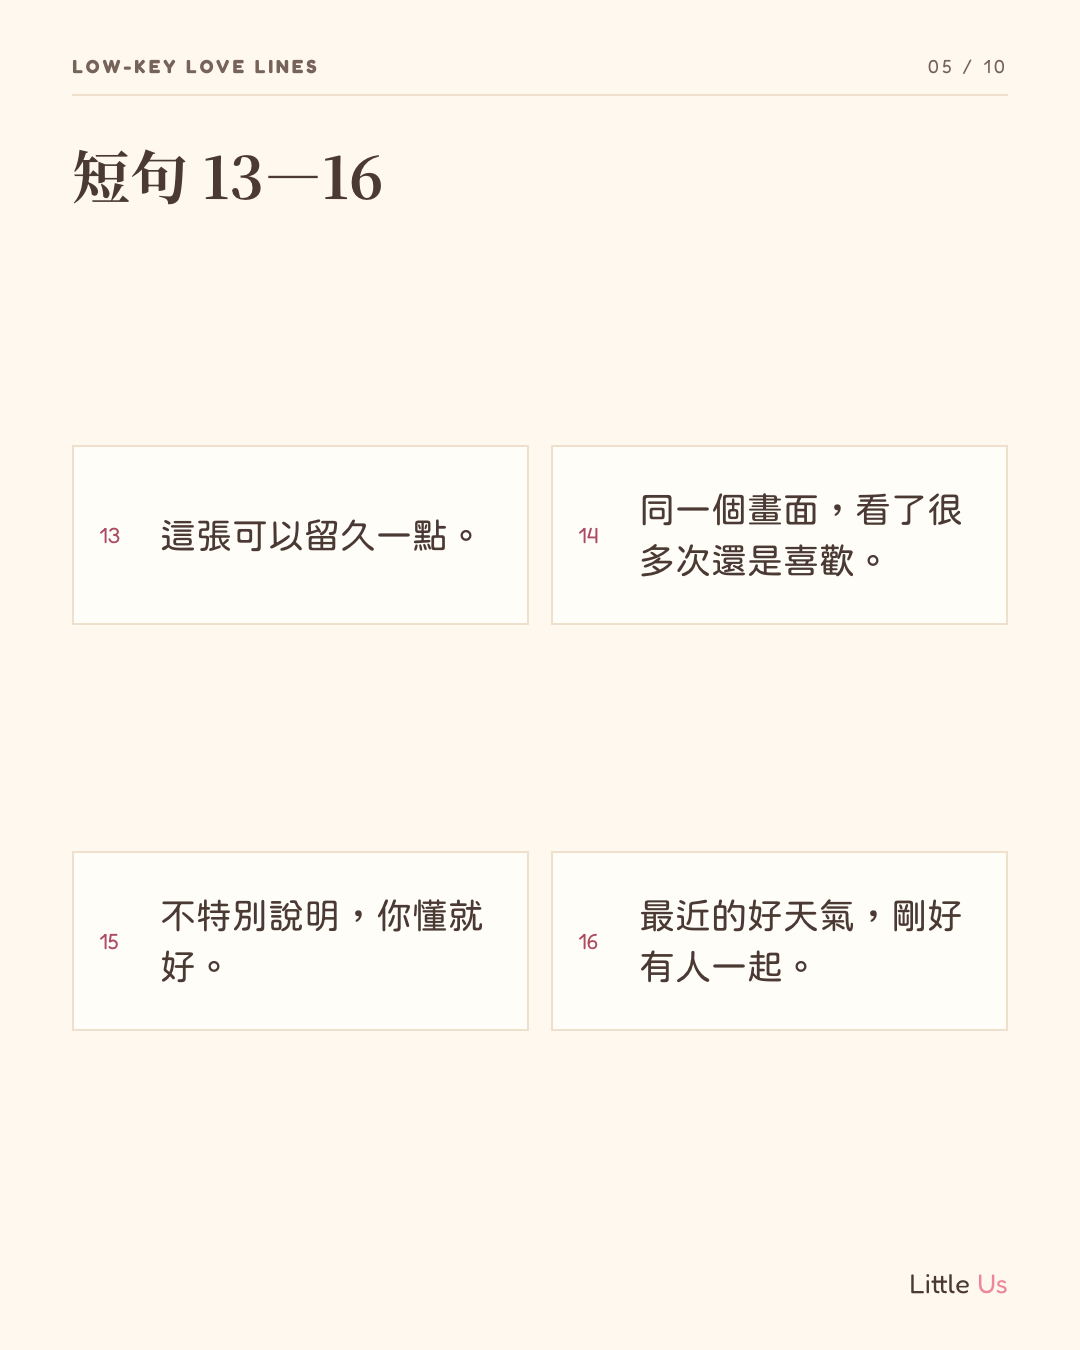 LOW-KEY LOVE LINES
05 / 10
短句 13—16
13
這張可以留久一點。
14
同一個畫面，看了很
多次還是喜歡。
15
不特別說明，你懂就
好。
16
最近的好天氣，剛好
有人一起。
Little Us